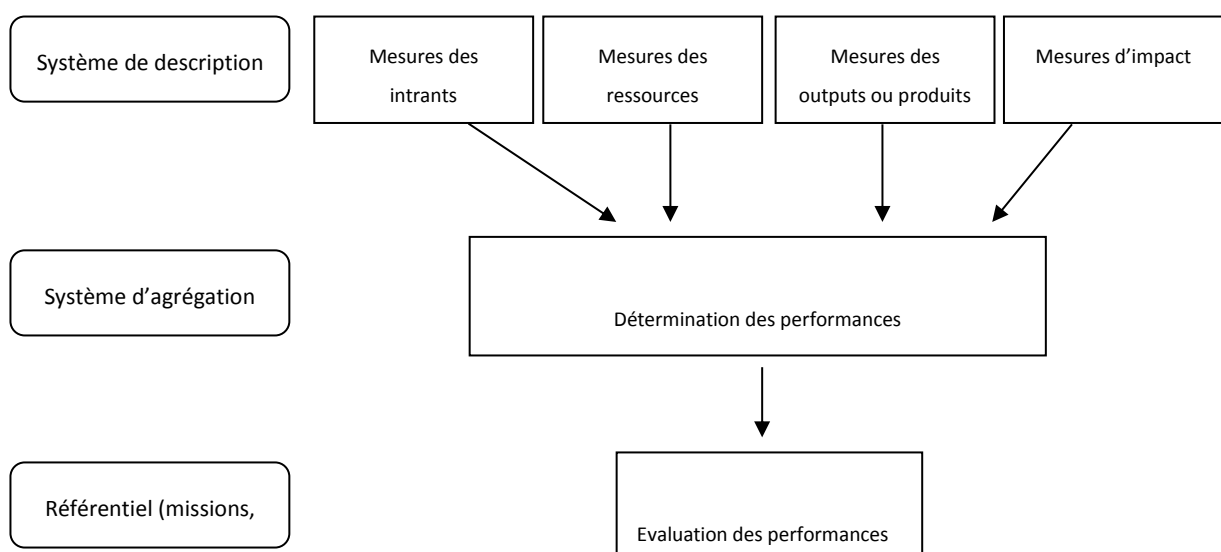 Système de description
Mesures des
intrants
Mesures des
ressources
Mesures des
outputs ou produits
Mesures d’impact
Système d’agrégation
Détermination des performances
Référentiel (missions,
Evaluation des performances